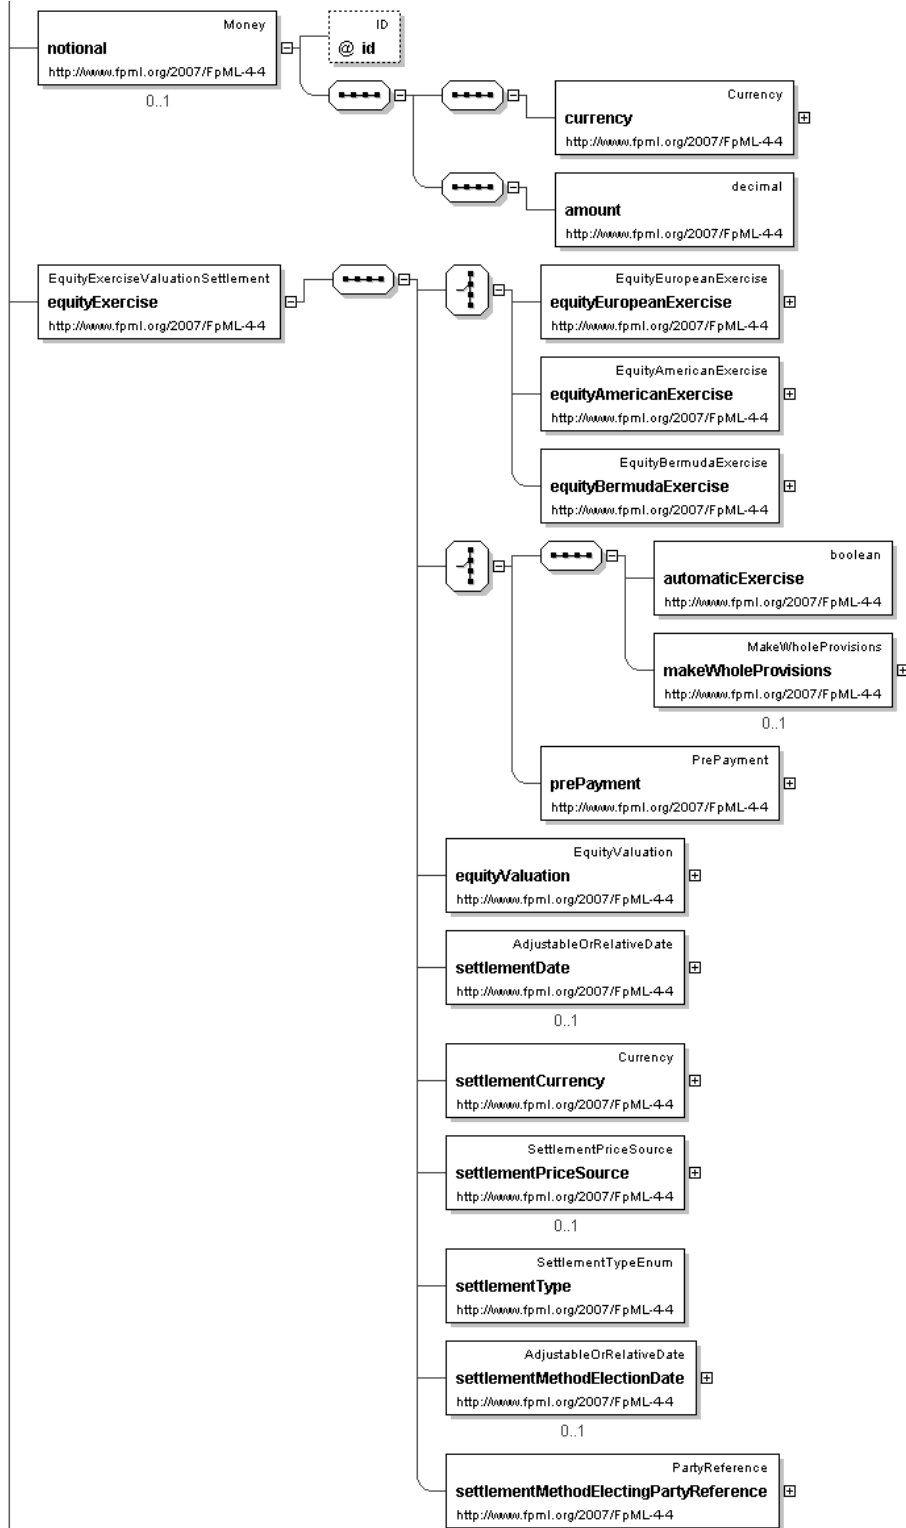 Money
notional
http://www.fpml.org/2007/FpML-4-4
0..1
ID
@ id
Currency
currency
http://www.fpml.org/2007/FpML-4-4
decimal
amount
http://www.fpml.org/2007/FpML-4-4
EquityExerciseValuationSettlement
equityExercise
http://www.fpml.org/2007/FpML-4-4
EquityEuropeanExercise
equityEuropeanExercise
http://www.fpml.org/2007/FpML-4-4
EquityAmericanExercise
equityAmericanExercise
http://www.fpml.org/2007/FpML-4-4
EquityBermudaExercise
equityBermudaExercise
http://www.fpml.org/2007/FpML-4-4
boolean
automaticExercise
http://www.fpml.org/2007/FpML-4-4
MakeWholeProvisions
makeWholeProvisions
http://www.fpml.org/2007/FpML-4-4
0..1
PrePayment
prePayment
http://www.fpml.org/2007/FpML-4-4
EquityValuation
equityValuation
http://www.fpml.org/2007/FpML-4-4
AdjustableOrRelativeDate
settlementDate
http://www.fpml.org/2007/FpML-4-4
0..1
Currency
settlementCurrency
http://www.fpml.org/2007/FpML-4-4
SettlementPriceSource
settlementPriceSource
http://www.fpml.org/2007/FpML-4-4
0..1
SettlementTypeEnum
settlementType
http://www.fpml.org/2007/FpML-4-4
AdjustableOrRelativeDate
settlementMethodElectionDate
http://www.fpml.org/2007/FpML-4-4
0..1
PartyReference
settlementMethodElectingPartyReference
http://www.fpml.org/2007/FpML-4-4